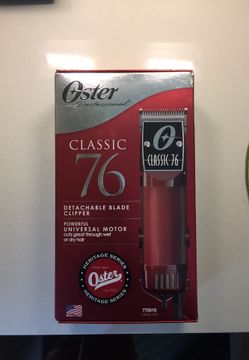 Oster
Professional
CLASSIC
76
DETACHABLE BLADE
CLIPPER
POWERFUL
UNIVERSAL MOTOR
cuts great through wet
or dry hair
CLASSIC 76
HERITAGE SERIES
Oster
HERITAGE SERIES